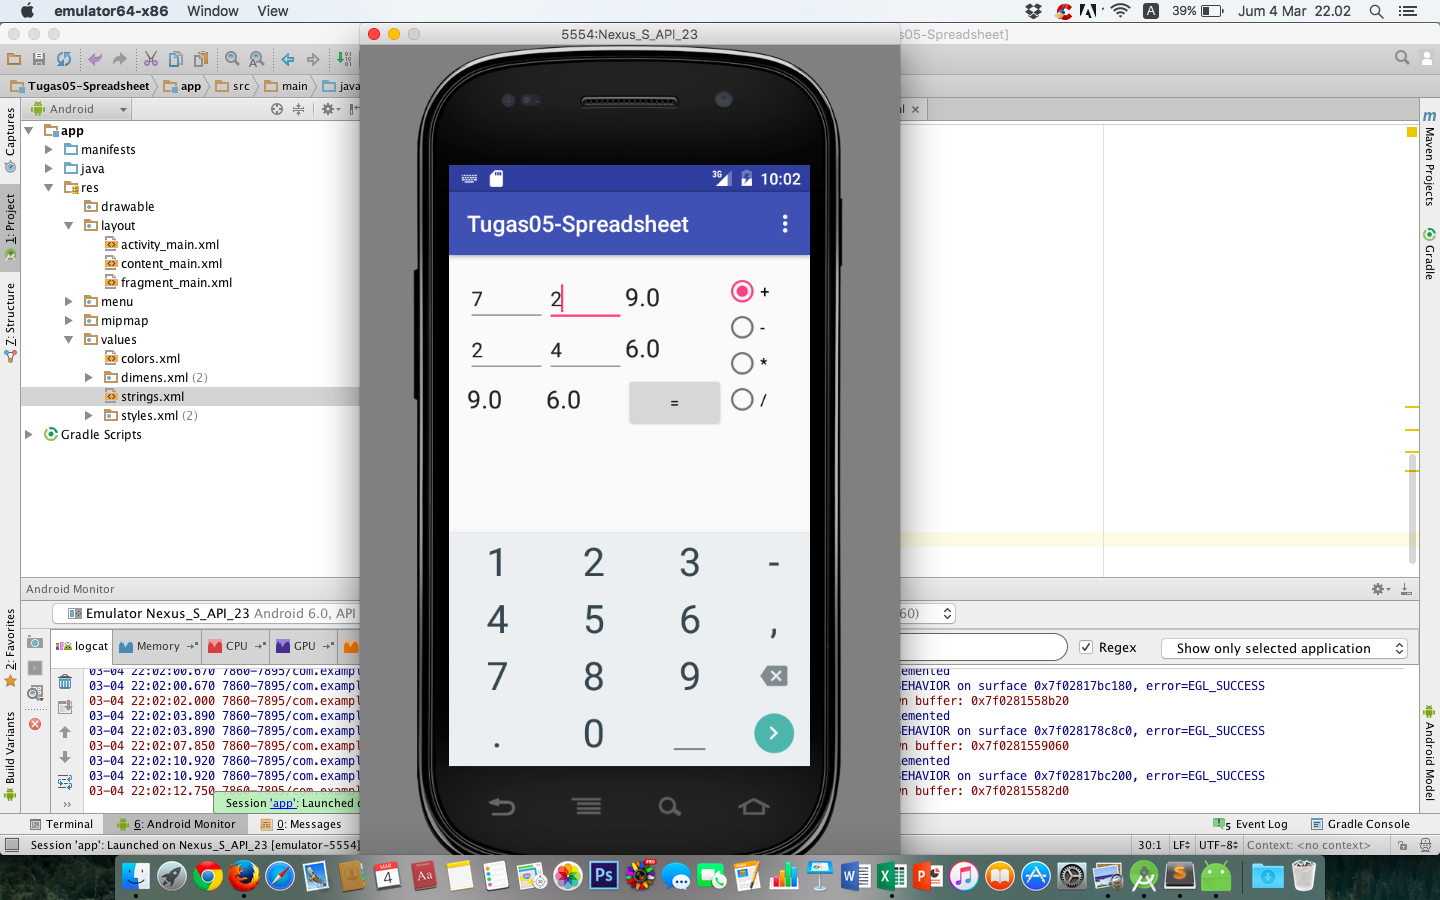 emulator64-x86 Window View
39% Jum 4 Mar 22.02
5554:Nexus_S_API_23
05-Spreadsheet]
Tugas05-Spreadsheet app src main java
Android
Captures
1: Project
Z: Structure
2: Favorites
Build Variants
app
manifests
java
res
drawable
layout
activity_main.xml
content_main.xml
fragment_main.xml
menu
mipmap
values
colors.xml
dimens.xml (2)
strings.xml
styles.xml (2)
Gradle Scripts
3G 10:02
Tugas05-Spreadsheet
7 2 9.0 +
-
2 4 6.0 *
9.0 6.0 = /
1 2 3 -
4 5 6 ,
7 8 9
. 0
Maven Projects
Gradle
Android Model
Android Monitor
Emulator Nexus_S_API_23 Android 6.0, API
60)
logcat Memory CPU GPU
Regex Show only selected application
03-04 22:02:00.670 7860-7895/com.exampl emented
03-04 22:02:00.670 7860-7895/com.exampl BEHAVIOR on surface 0x7f02817bc180, error=EGL_SUCCESS
03-04 22:02:02.000 7860-7895/com.exampl wn buffer: 0x7f0281558b20
03-04 22:02:03.890 7860-7895/com.exampl emented
03-04 22:02:03.890 7860-7895/com.exampl BEHAVIOR on surface 0x7f028178c8c0, error=EGL_SUCCESS
03-04 22:02:07.850 7860-7895/com.exampl wn buffer: 0x7f0281559060
03-04 22:02:10.920 7860-7895/com.exampl emented
03-04 22:02:10.920 7860-7895/com.exampl BEHAVIOR on surface 0x7f02817bc200, error=EGL_SUCCESS
03-04 22:02:12.750 wn buffer: 0x7f02815582d0
Session 'app': Launched
Terminal 6: Android Monitor 0: Messages 5 Event Log Gradle Console
Session 'app': Launched on Nexus_S_API_23 [emulator-5554] 30:1 LF UTF-8 Context: <no context>